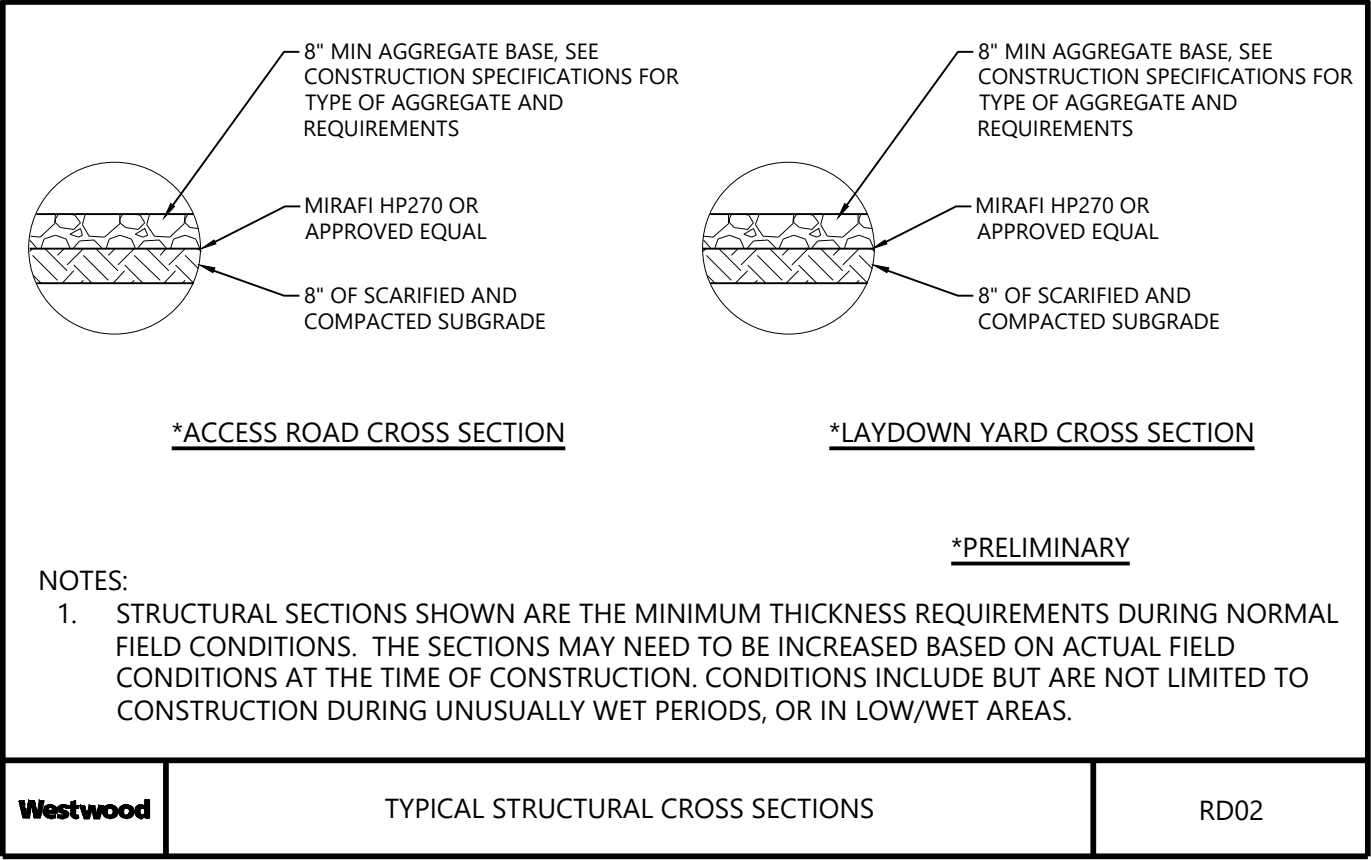 8" MIN AGGREGATE BASE, SEE
CONSTRUCTION SPECIFICATIONS FOR
TYPE OF AGGREGATE AND
REQUIREMENTS
MIRAFI HP270 OR
APPROVED EQUAL
8" OF SCARIFIED AND
COMPACTED SUBGRADE
*ACCESS ROAD CROSS SECTION
8" MIN AGGREGATE BASE, SEE
CONSTRUCTION SPECIFICATIONS FOR
TYPE OF AGGREGATE AND
REQUIREMENTS
MIRAFI HP270 OR
APPROVED EQUAL
8" OF SCARIFIED AND
COMPACTED SUBGRADE
*LAYDOWN YARD CROSS SECTION
*PRELIMINARY
NOTES:
1. STRUCTURAL SECTIONS SHOWN ARE THE MINIMUM THICKNESS REQUIREMENTS DURING NORMAL
FIELD CONDITIONS. THE SECTIONS MAY NEED TO BE INCREASED BASED ON ACTUAL FIELD
CONDITIONS AT THE TIME OF CONSTRUCTION. CONDITIONS INCLUDE BUT ARE NOT LIMITED TO
CONSTRUCTION DURING UNUSUALLY WET PERIODS, OR IN LOW/WET AREAS.
Westwood
TYPICAL STRUCTURAL CROSS SECTIONS
RD02